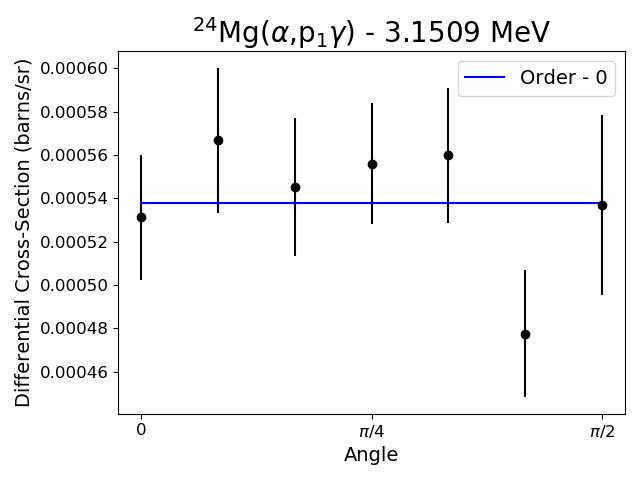 ²⁴Mg(α,p₁γ) - 3.1509 MeV
Order - 0
Differential Cross-Section (barns/sr)
0.00060
0.00058
0.00056
0.00054
0.00052
0.00050
0.00048
0.00046
0
π/4
π/2
Angle